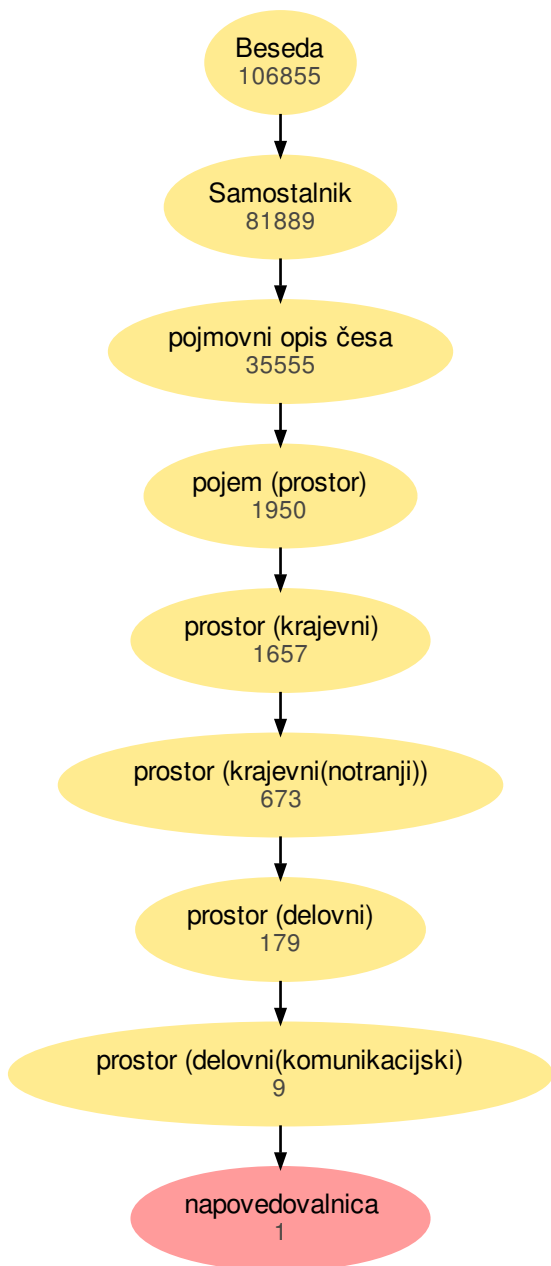 Beseda
106855
Samostalnik
81889
pojmovni opis česa
35555
pojem (prostor)
1950
prostor (krajevni)
1657
prostor (krajevni(notranji))
673
prostor (delovni)
179
prostor (delovni(komunikacijski)
9
napovedovalnica
1